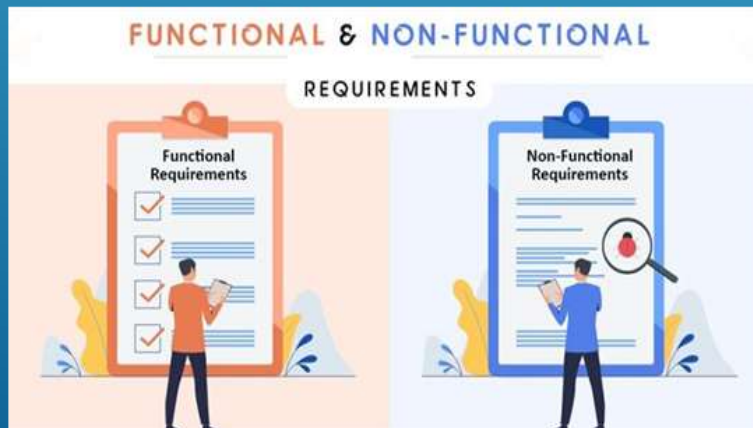 FUNCTIONAL & NON-FUNCTIONAL
REQUIREMENTS
Functional
Requirements
Non-Functional
Requirements